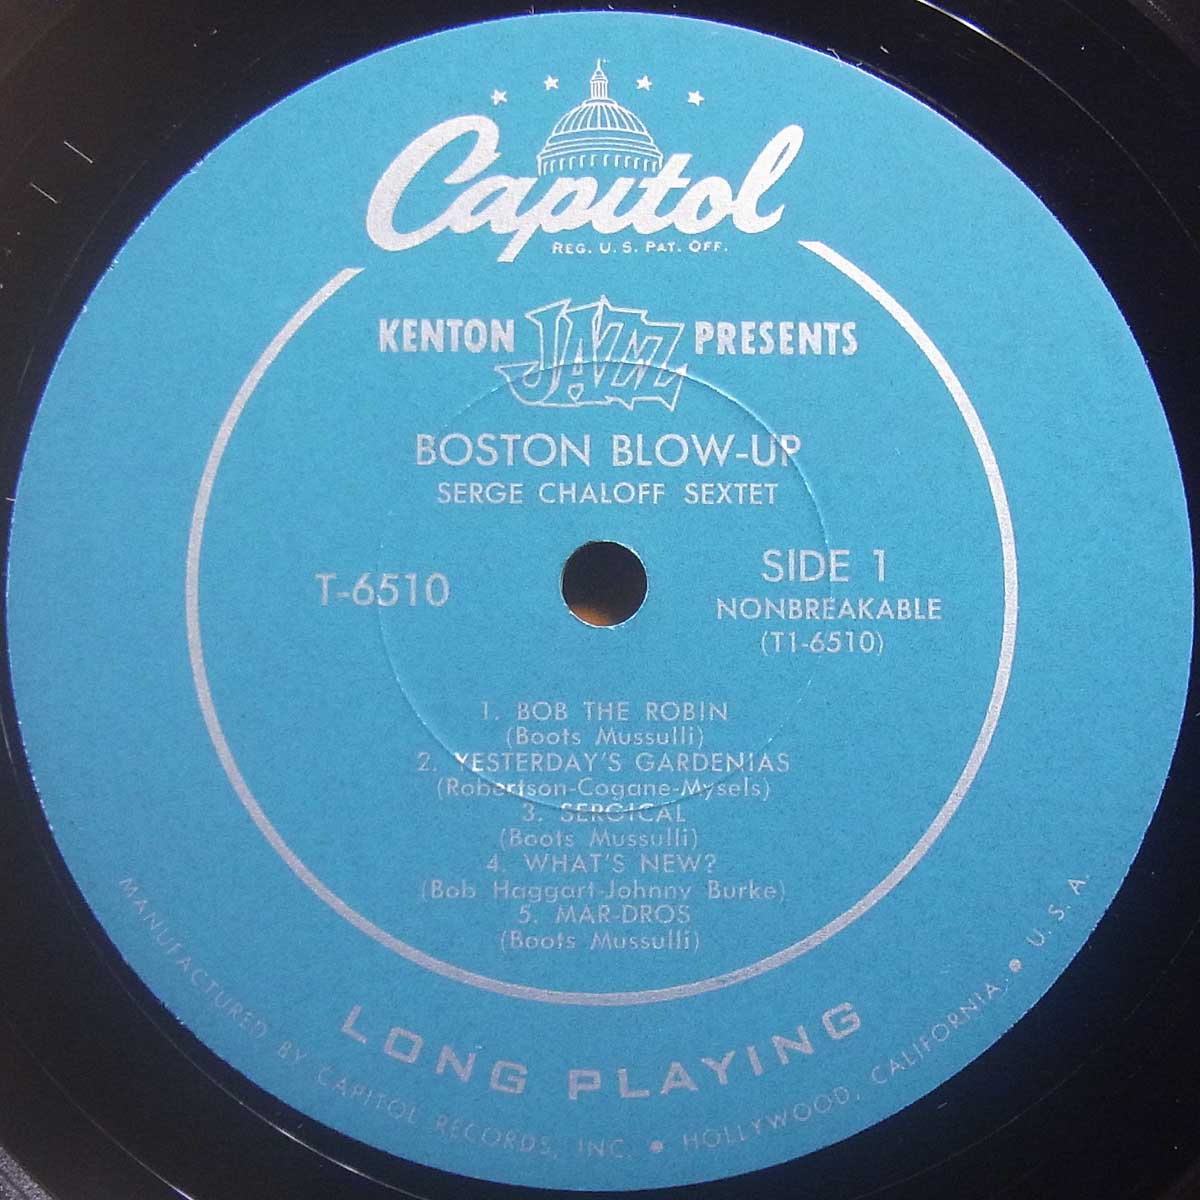 Capitol
REG. U. S. PAT. OFF.
KENTON JAZZ PRESENTS
BOSTON BLOW-UP
SERGE CHALOFF SEXTET
T-6510
SIDE 1
NONBREAKABLE
(T1-6510)
1. BOB THE ROBIN
(Boots Mussulli)
2. YESTERDAY'S GARDENIAS
(Robertson-Cogane-Mysels)
3. SERGICAL
(Boots Mussulli)
4. WHAT'S NEW?
(Bob Haggart-Johnny Burke)
5. MAR-DROS
(Boots Mussulli)
LONG PLAYING
MANUFACTURED BY CAPITOL RECORDS, INC. • HOLLYWOOD, CALIFORNIA, • U. S. A.